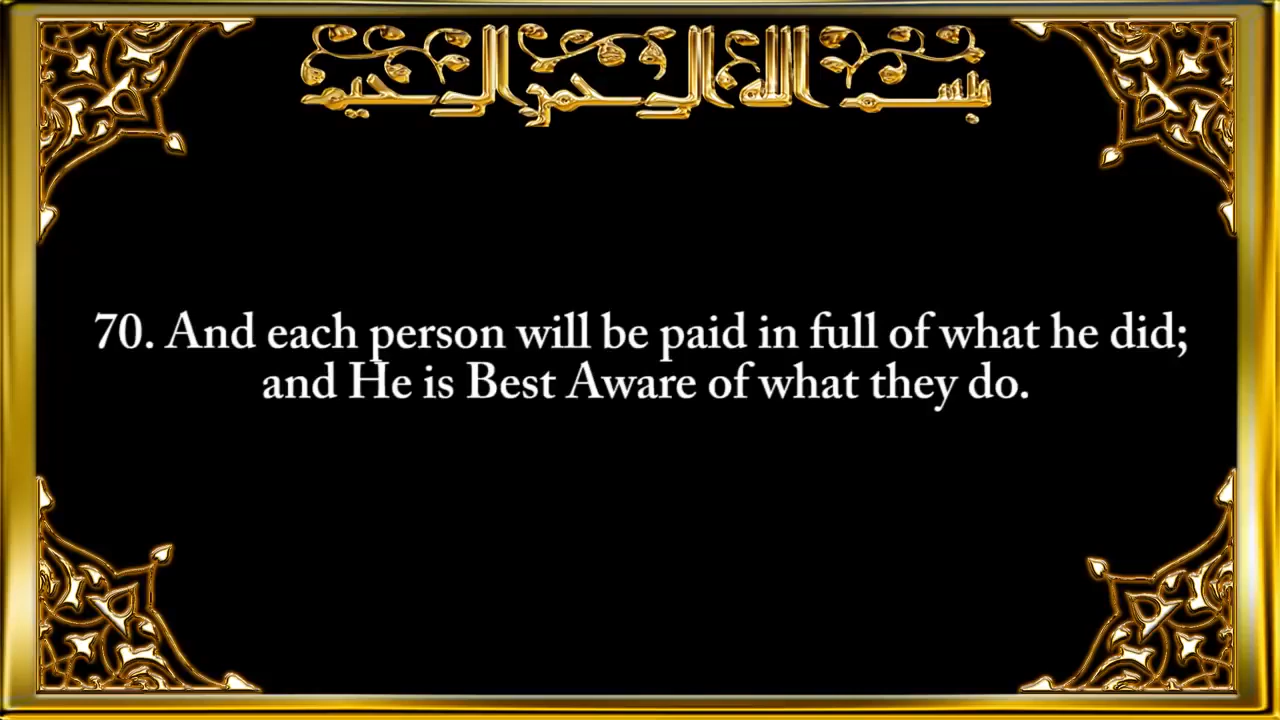 بسم الله الرحمن الرحيم
70. And each person will be paid in full of what he did;
and He is Best Aware of what they do.